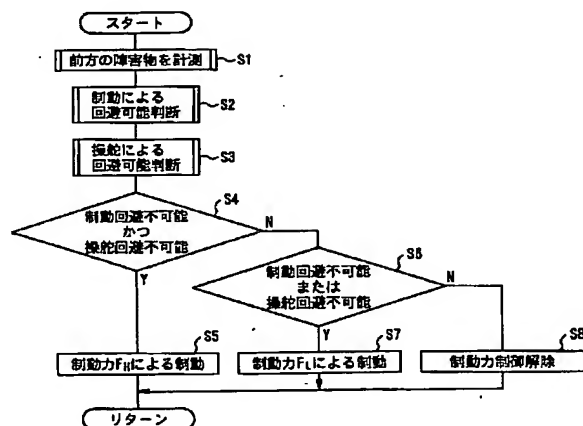 スタート
前方の障害物を計測
S1
制動による
回避可能判断
S2
操舵による
回避可能判断
S3
S4
制動回避不可能
かつ
操舵回避不可能
N
Y
S6
制動回避不可能
または
操舵回避不可能
N
Y
S5
制動力FHによる制動
S7
制動力FLによる制動
S8
制動力制御解除
リターン